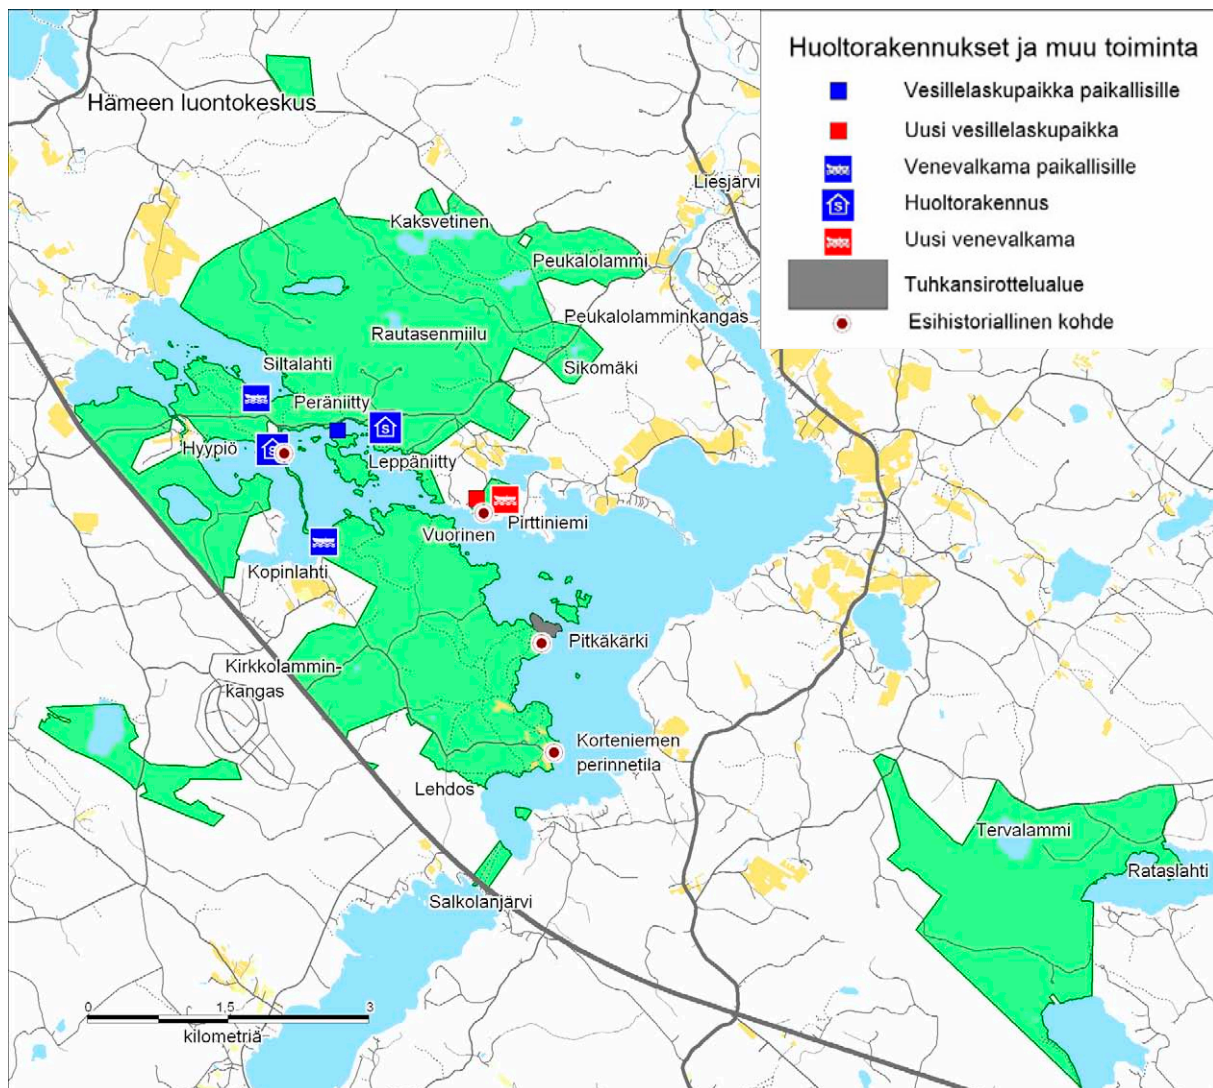 Huoltorakennukset ja muu toiminta
Vesillelaskupaikka paikallisille
Uusi vesillelaskupaikka
Venevalkama paikallisille
S
Huoltorakennus
Uusi venevalkama
Tuhkansirottelualue
Esihistoriallinen kohde
Hämeen luontokeskus
Liesjärvi
Kaksvetinen
Peukalolammi
Peukalolamminkangas
Rautasenmiilu
Sikomäki
Siltalahti
Peräniitty
S
Hyypiö
S
Leppäniitty
Vuorinen
Pirttiniemi
Kopinlahti
Pitkäkärki
Kirkkolammin-
kangas
Korteniemen
perinnetila
Lehdos
Tervalammi
Rataslahti
Salkolanjärvi
0 1,5 3
kilometriä